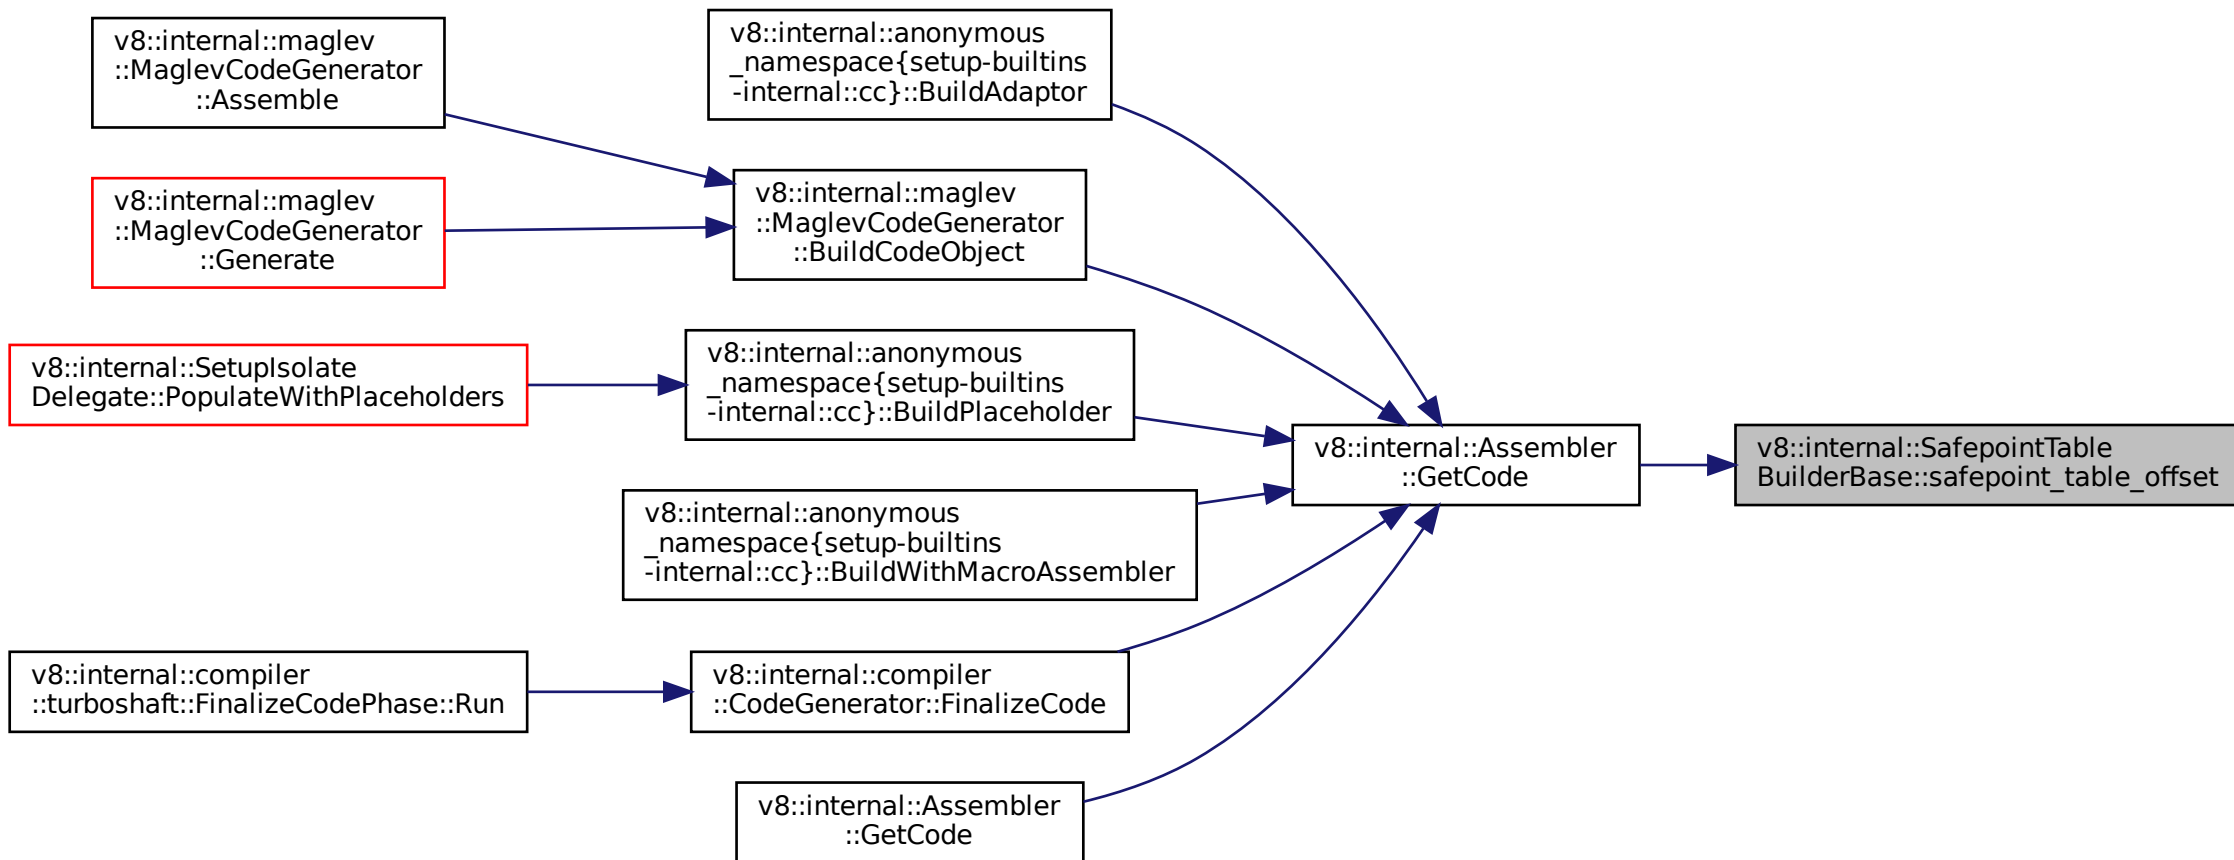 v8::internal::maglev
::MaglevCodeGenerator
::Assemble
v8::internal::maglev
::MaglevCodeGenerator
::Generate
v8::internal::SetupIsolate
Delegate::PopulateWithPlaceholders
v8::internal::compiler
::turboshaft::FinalizeCodePhase::Run
v8::internal::anonymous
_namespace{setup-builtins
-internal::cc}::BuildAdaptor
v8::internal::maglev
::MaglevCodeGenerator
::BuildCodeObject
v8::internal::anonymous
_namespace{setup-builtins
-internal::cc}::BuildPlaceholder
v8::internal::anonymous
_namespace{setup-builtins
-internal::cc}::BuildWithMacroAssembler
v8::internal::compiler
::CodeGenerator::FinalizeCode
v8::internal::Assembler
::GetCode
v8::internal::Assembler
::GetCode
v8::internal::SafepointTable
BuilderBase::safepoint_table_offset